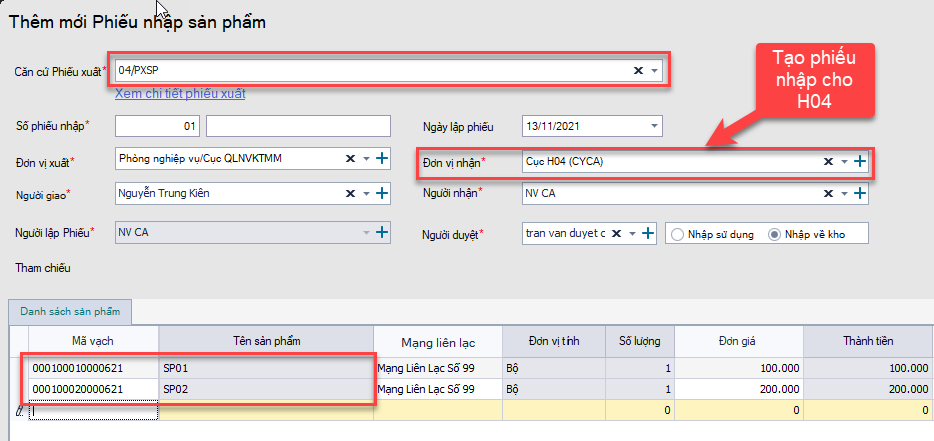 Thêm mới Phiếu nhập sản phẩm
Căn cứ Phiếu xuất* 04/PXSP
Xem chi tiết phiếu xuất
Tạo phiếu
nhập cho
H04
Số phiếu nhập* 01 Ngày lập phiếu 13/11/2021
Đơn vị xuất* Phòng nghiệp vụ/Cục QLNVKTMM Đơn vị nhận* Cục H04 (CYCA)
Người giao* Nguyễn Trung Kiên Người nhận* NV CA
Người lập Phiếu* NV CA Người duyệt* tran van duyet c Nhập sử dụng Nhập về kho
Tham chiếu
Danh sách sản phẩm
Mã vạch Tên sản phẩm Mạng liên lạc Đơn vị tính Số lượng Đơn giá Thành tiền
000100010000621 SP01 Mạng Liên Lạc Số 99 Bộ 1 100.000 100.000
000100020000621 SP02 Mạng Liên Lạc Số 99 Bộ 1 200.000 200.000
0 0 0